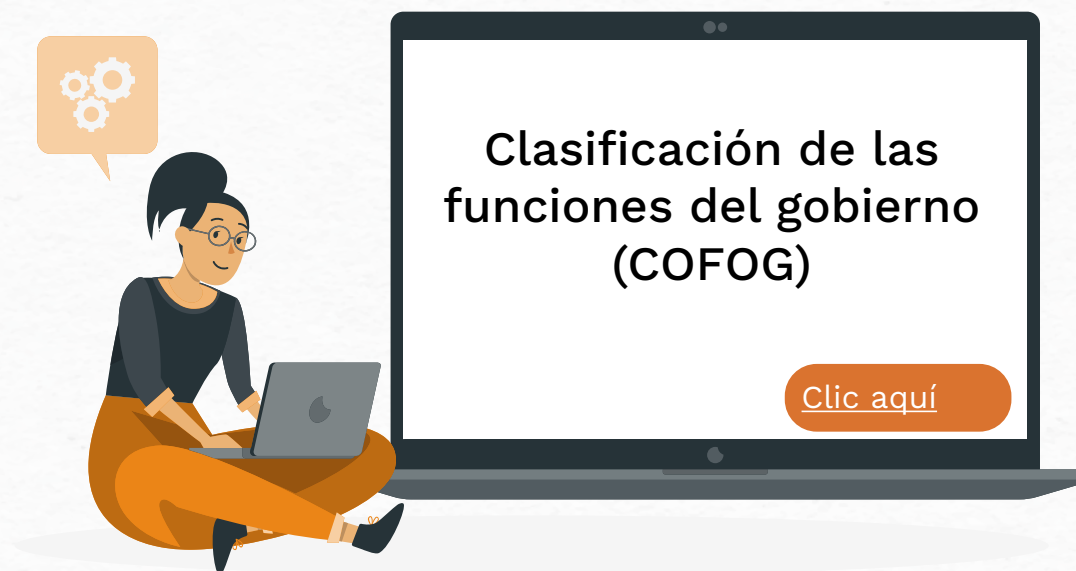 Clasificación de las
funciones del gobierno
(COFOG)
Clic aquí